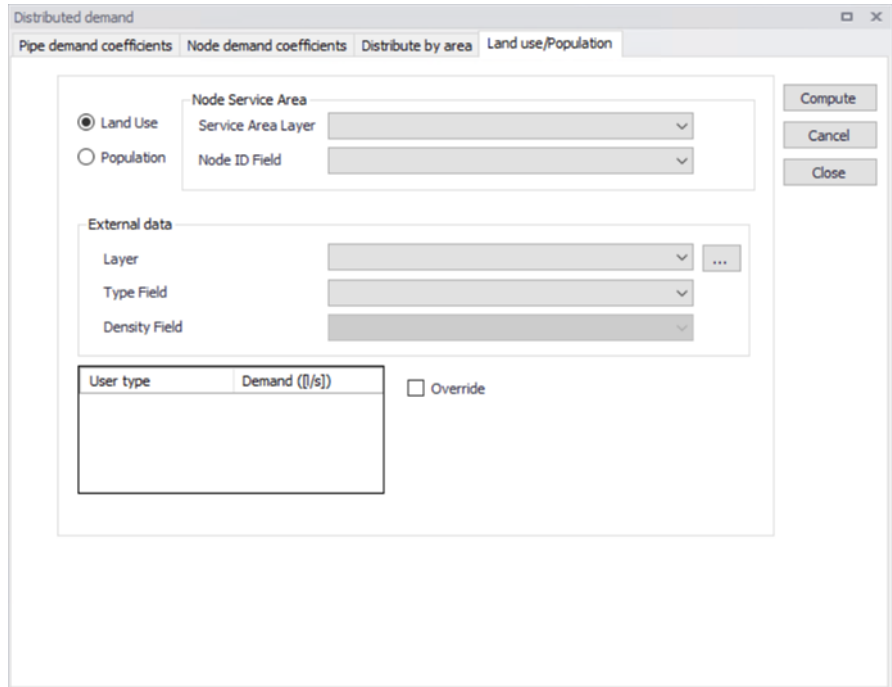 Distributed demand
Pipe demand coefficients Node demand coefficients Distribute by area Land use/Population
Node Service Area
Land Use
Service Area Layer
Population
Node ID Field
Compute
Cancel
Close
External data
Layer
...
Type Field
Density Field
User type Demand ([l/s])
Override